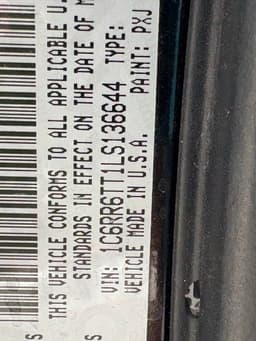 THIS VEHICLE CONFORMS TO ALL APPLICABLE U.
STANDARDS IN EFFECT ON THE DATE OF M
VIN: 1C6RR6TT1LS136644 TYPE:
VEHICLE MADE IN U.S.A. PAINT: PXJ